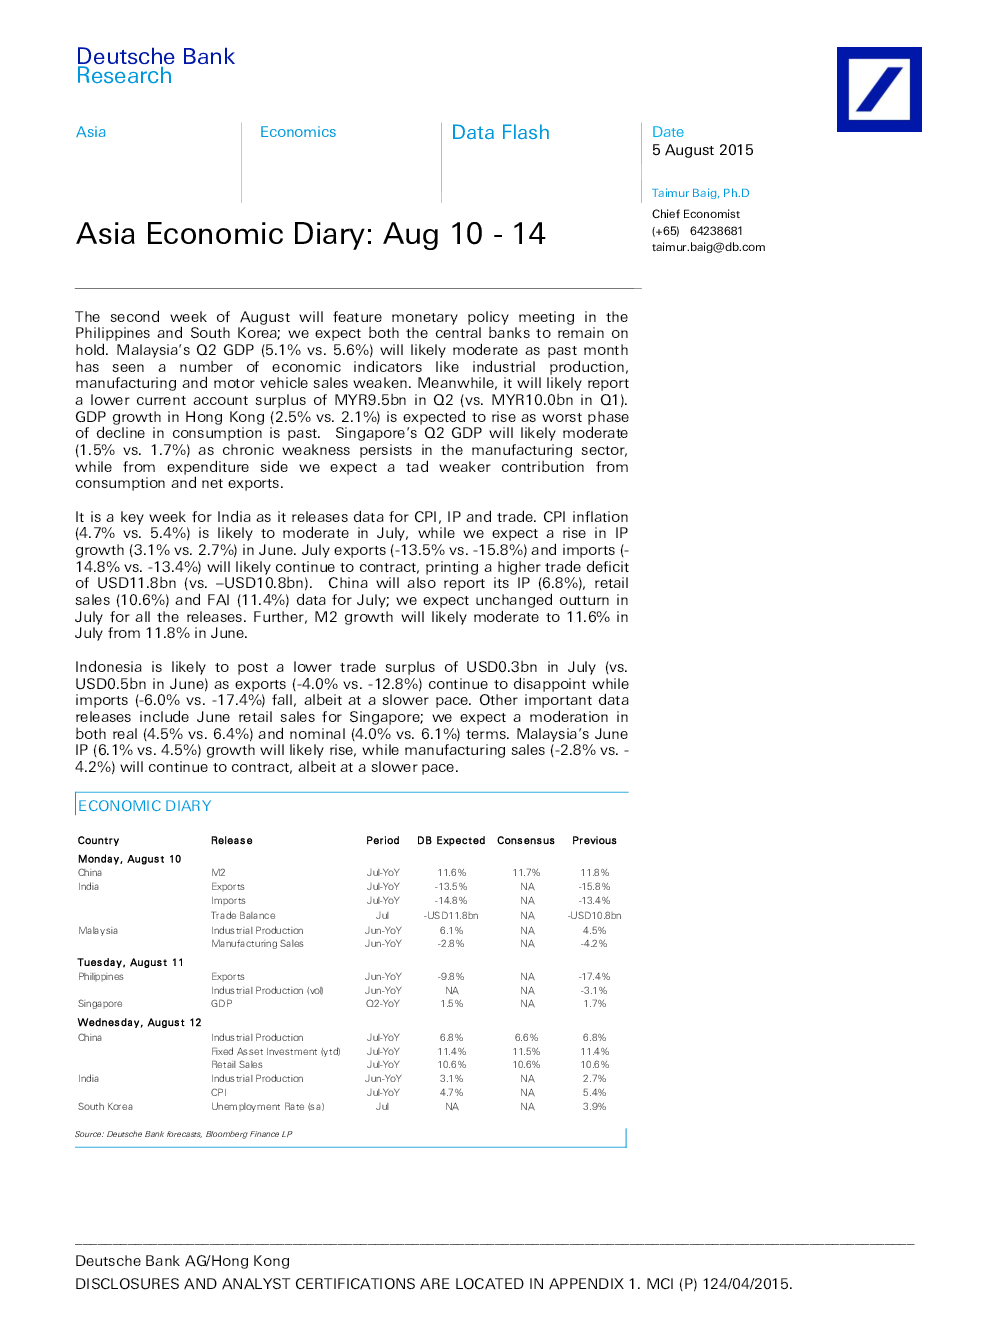 Deutsche Bank
Research
Asia
Economics
Data Flash
Date
5 August 2015
Taimur Baig, Ph.D
Chief Economist
(+65) 64238681
taimur.baig@db.com
Asia Economic Diary: Aug 10 - 14
The second week of August will feature monetary policy meeting in the
Philippines and South Korea; we expect both the central banks to remain on
hold. Malaysia's Q2 GDP (5.1% vs. 5.6%) will likely moderate as past month
has seen a number of economic indicators like industrial production,
manufacturing and motor vehicle sales weaken. Meanwhile, it will likely report
a lower current account surplus of MYR9.5bn in Q2 (vs. MYR10.0bn in Q1).
GDP growth in Hong Kong (2.5% vs. 2.1%) is expected to rise as worst phase
of decline in consumption is past. Singapore's Q2 GDP will likely moderate
(1.5% vs. 1.7%) as chronic weakness persists in the manufacturing sector,
while from expenditure side we expect a tad weaker contribution from
consumption and net exports.
It is a key week for India as it releases data for CPI, IP and trade. CPI inflation
(4.7% vs. 5.4%) is likely to moderate in July, while we expect a rise in IP
growth (3.1% vs. 2.7%) in June. July exports (-13.5% vs. -15.8%) and imports (-
14.8% vs. -13.4%) will likely continue to contract, printing a higher trade deficit
of USD11.8bn (vs. –USD10.8bn). China will also report its IP (6.8%), retail
sales (10.6%) and FAI (11.4%) data for July; we expect unchanged outturn in
July for all the releases. Further, M2 growth will likely moderate to 11.6% in
July from 11.8% in June.
Indonesia is likely to post a lower trade surplus of USD0.3bn in July (vs.
USD0.5bn in June) as exports (-4.0% vs. -12.8%) continue to disappoint while
imports (-6.0% vs. -17.4%) fall, albeit at a slower pace. Other important data
releases include June retail sales for Singapore; we expect a moderation in
both real (4.5% vs. 6.4%) and nominal (4.0% vs. 6.1%) terms. Malaysia's June
IP (6.1% vs. 4.5%) growth will likely rise, while manufacturing sales (-2.8% vs. -
4.2%) will continue to contract, albeit at a slower pace.
ECONOMIC DIARY
Country Release Period DB Expected Consensus Previous
Monday, August 10
China M2 Jul-YoY 11.6% 11.7% 11.8%
India Exports Jul-YoY -13.5% NA -15.8%
Imports Jul-YoY -14.8% NA -13.4%
Trade Balance Jul -USD11.8bn NA -USD10.8bn
Malaysia Industrial Production Jun-YoY 6.1% NA 4.5%
Manufacturing Sales Jun-YoY -2.8% NA -4.2%
Tuesday, August 11
Philippines Exports Jun-YoY -9.8% NA -17.4%
Industrial Production (vol) Jun-YoY NA NA -3.1%
Singapore GDP Q2-YoY 1.5% NA 1.7%
Wednesday, August 12
China Industrial Production Jul-YoY 6.8% 6.6% 6.8%
Fixed Asset Investment (ytd) Jul-YoY 11.4% 11.5% 11.4%
Retail Sales Jul-YoY 10.6% 10.6% 10.6%
India Industrial Production Jun-YoY 3.1% NA 2.7%
CPI Jul-YoY 4.7% NA 5.4%
South Korea Unemployment Rate (sa) Jul NA NA 3.9%
Source: Deutsche Bank forecasts, Bloomberg Finance LP
Deutsche Bank AG/Hong Kong
DISCLOSURES AND ANALYST CERTIFICATIONS ARE LOCATED IN APPENDIX 1. MCI (P) 124/04/2015.